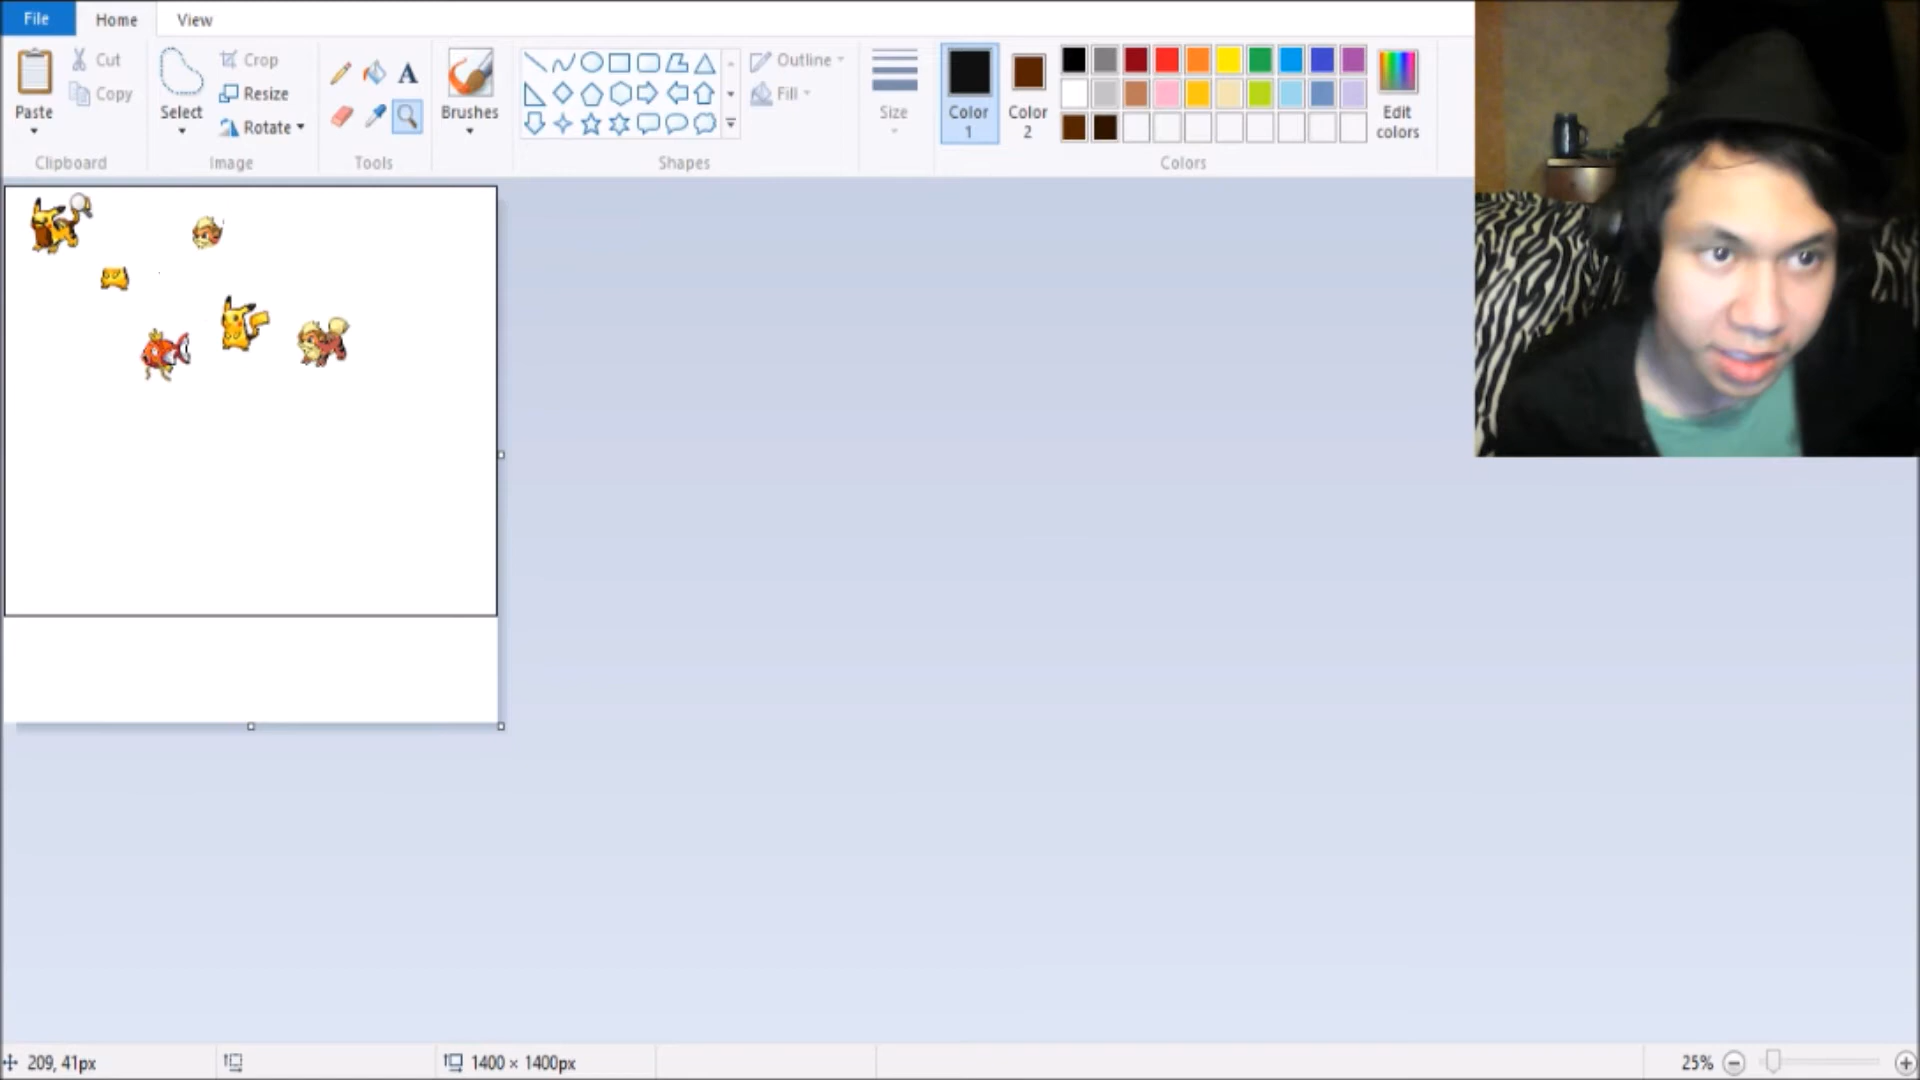 File Home View
Paste
Cut
Copy
Clipboard
Select
Crop
Resize
Rotate
Image
A
Tools
Brushes
Shapes
Outline
Fill
Size
Color
1
Color
2
Edit
colors
Colors
209, 41px
1400 × 1400px
25%